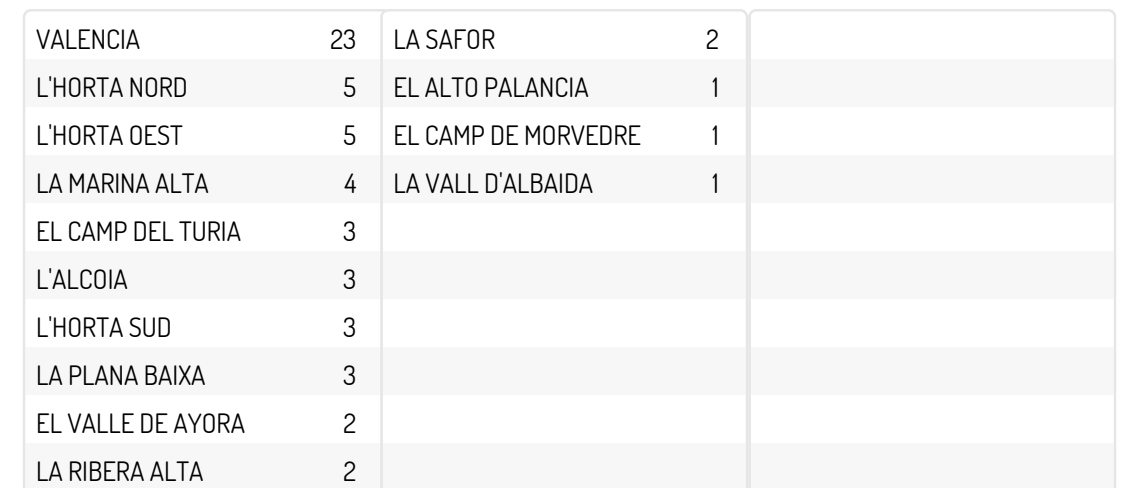 VALENCIA 23
L'HORTA NORD 5
L'HORTA OEST 5
LA MARINA ALTA 4
EL CAMP DEL TURIA 3
L'ALCOIA 3
L'HORTA SUD 3
LA PLANA BAIXA 3
EL VALLE DE AYORA 2
LA RIBERA ALTA 2
LA SAFOR 2
EL ALTO PALANCIA 1
EL CAMP DE MORVEDRE 1
LA VALL D'ALBAIDA 1